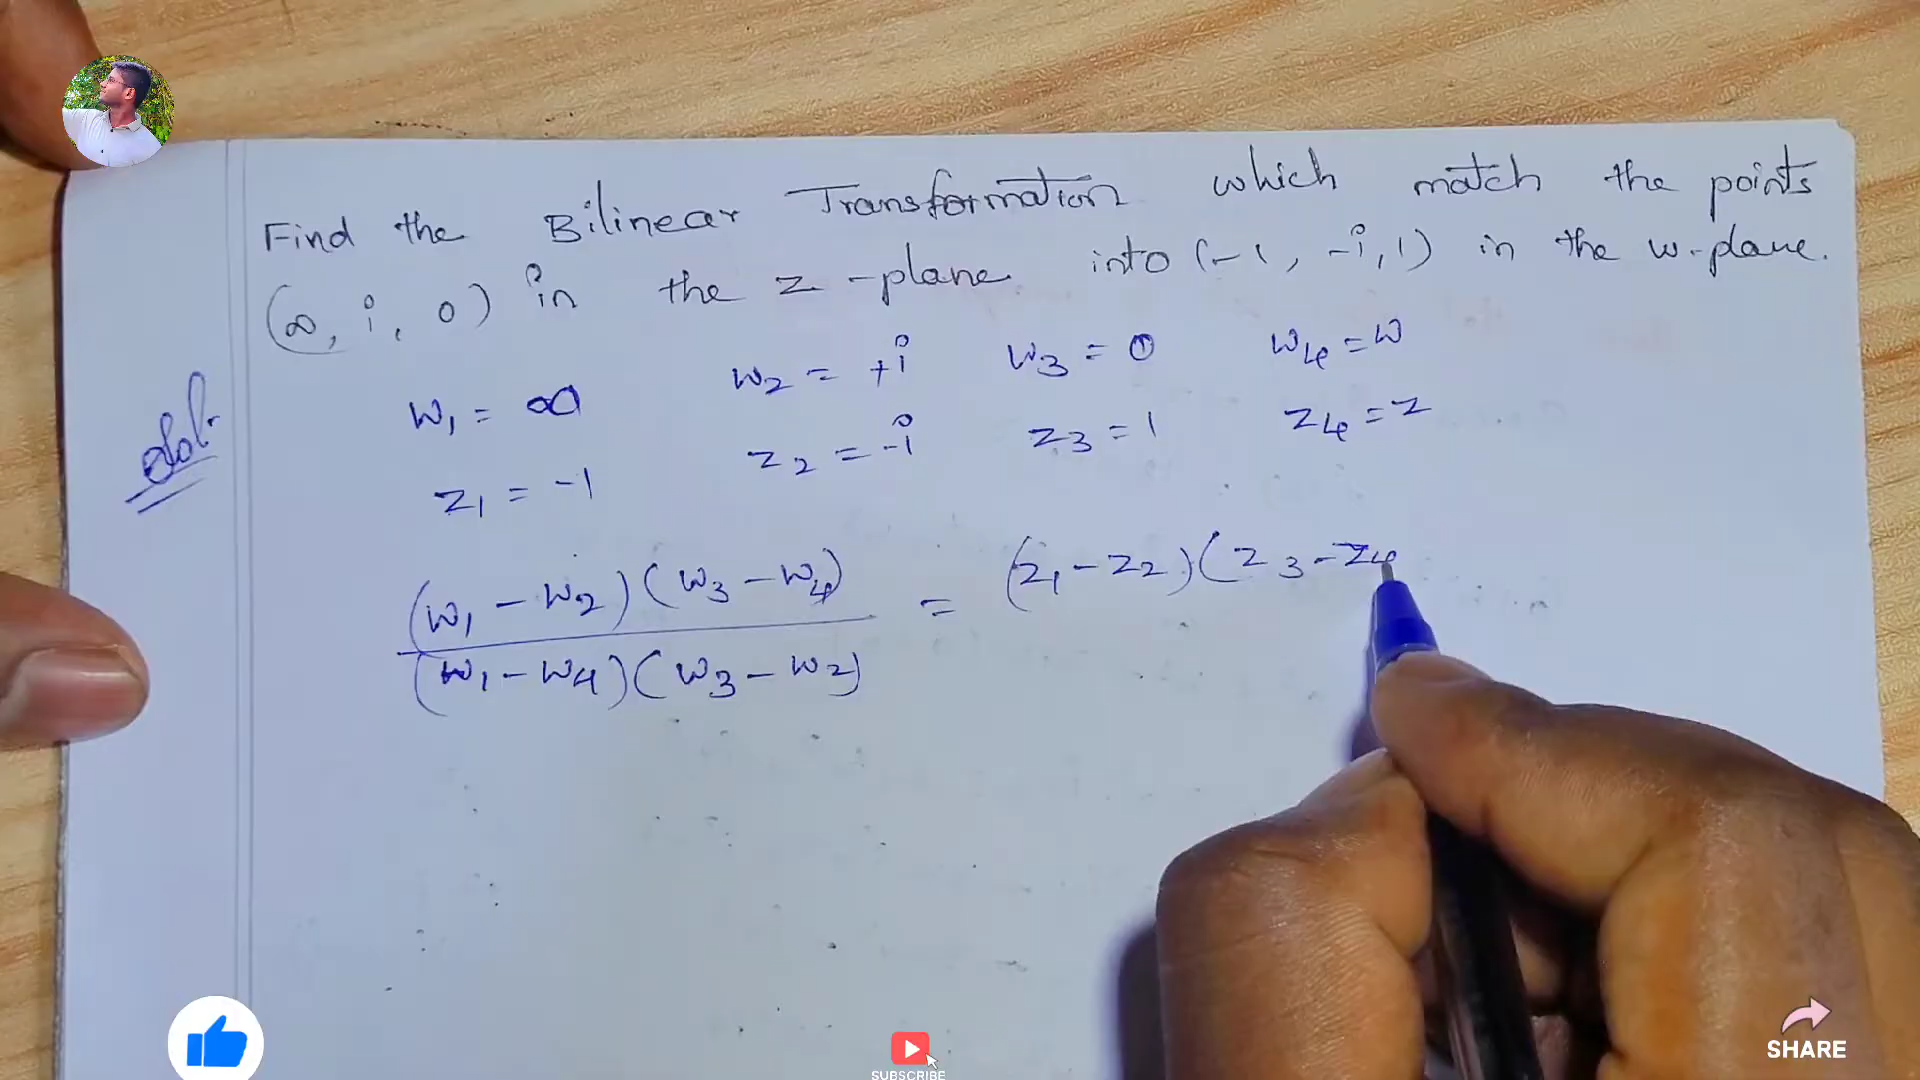 Find the Bilinear Transformation which match the points
(∞, i, 0) in the z-plane into (-1, -i, 1) in the w-plane.
Sol:
w₁ = ∞ w₂ = +i w₃ = 0 w₄ = w
z₁ = -1 z₂ = -i z₃ = 1 z₄ = z
(w₁ - w₂)(w₃ - w₄) = (z₁ - z₂)(z₃ - z₄
(w₁ - w₄)(w₃ - w₂)
SUBSCRIBE
SHARE